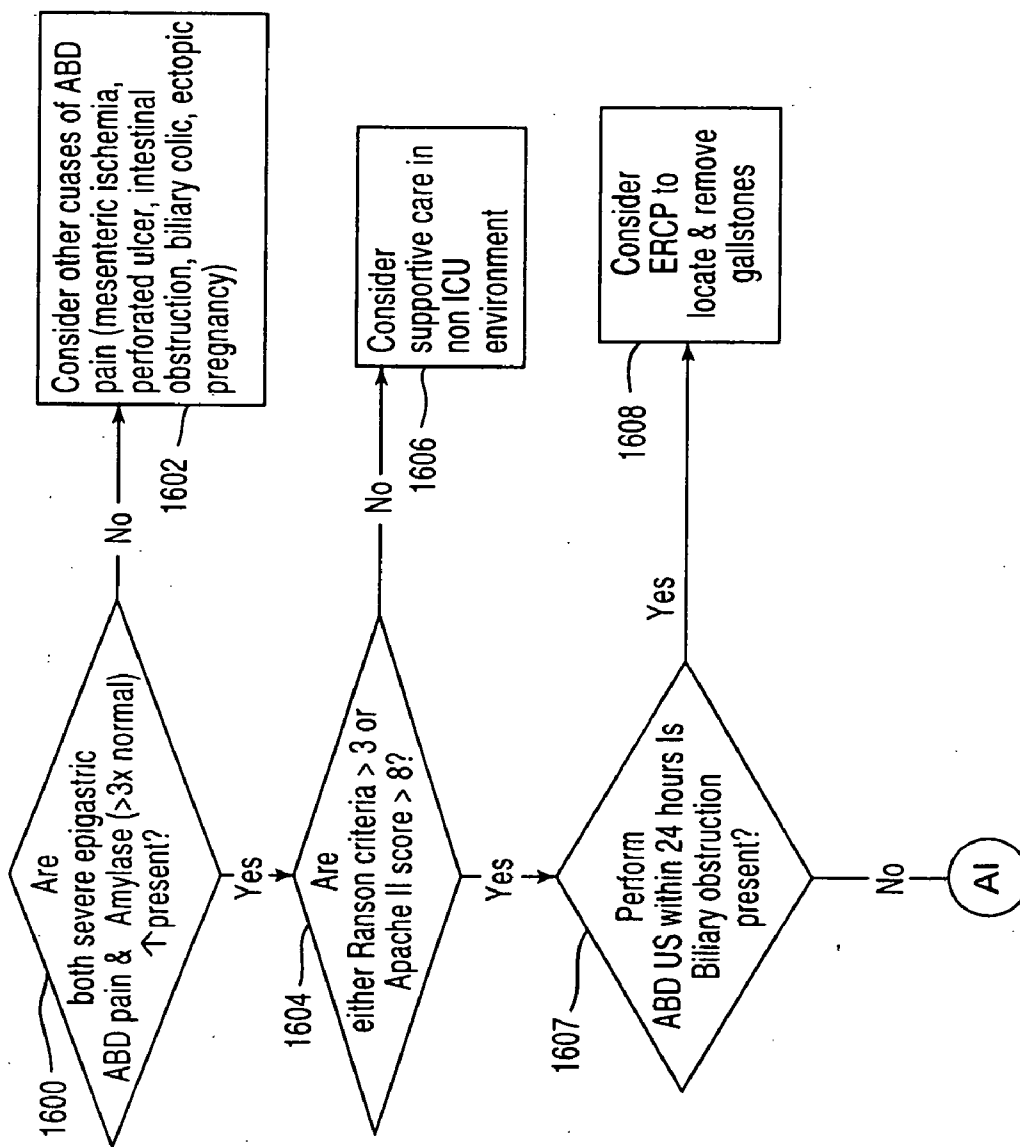 Are
both severe epigastric
ABD pain & Amylase (>3x normal)
↑present?
1600
No
Consider other cuases of ABD
pain (mesenteric ischemia,
perforated ulcer, intestinal
obstruction, biliary colic, ectopic
pregnancy)
1602
Yes
Are
either Ranson criteria > 3 or
Apache II score > 8?
1604
No
Consider
supportive care in
non ICU
environment
1606
Yes
Perform
ABD US within 24 hours Is
Biliary obstruction
present?
1607
Yes
Consider
ERCP to
locate & remove
gallstones
1608
No
AI